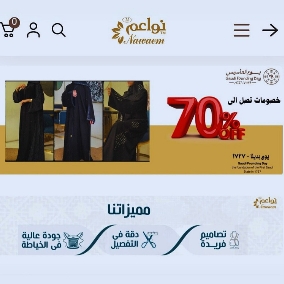 0
نواعم
Nawaem
يوم التأسيس
Saudi Founding Day
خصومات تصل الى
70%
OFF
يوم بدينا • ١٧٢٧
مميزاتنا
نواعم
تصاميم
فريدة
دقة في
التفصيل
جودة عالية
في الخياطة